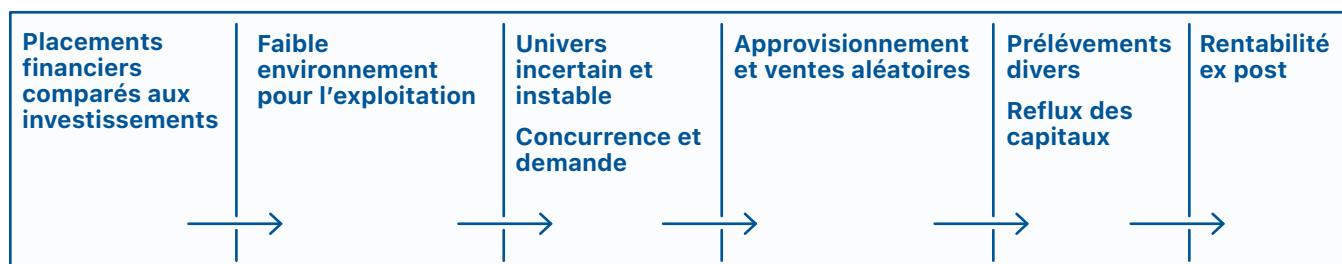 Placements
financiers
comparés aux
investissements
Faible
environnement
pour l'exploitation
Univers
incertain et
instable
Concurrence et
demande
Approvisionnement
et ventes aléatoires
Prélévements
divers
Reflux des
capitaux
Rentabilité
ex post